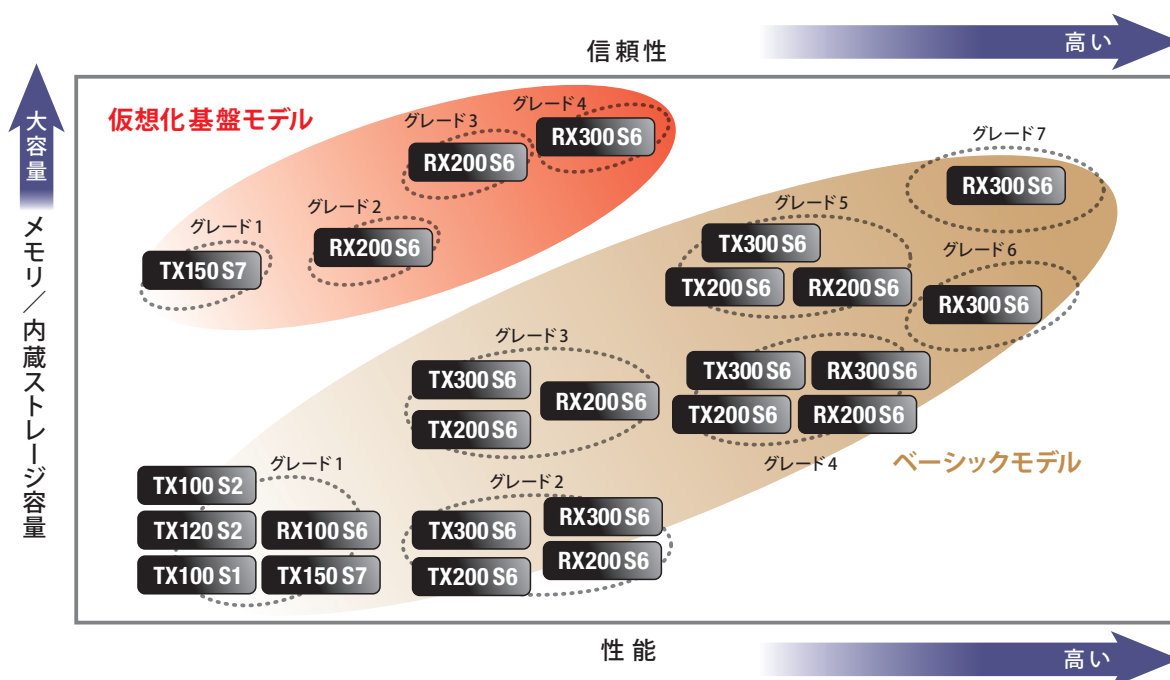 信頼性
高い
大容量
メモリ／内蔵ストレージ容量
仮想化基盤モデル
グレード4
RX300 S6
グレード3
RX200 S6
グレード2
RX200 S6
グレード1
TX150 S7
グレード7
RX300 S6
グレード5
TX300 S6
TX200 S6
RX200 S6
グレード6
RX300 S6
グレード3
TX300 S6
RX200 S6
TX200 S6
TX300 S6
RX300 S6
TX200 S6
RX200 S6
グレード4
ベーシックモデル
グレード1
TX100 S2
TX120 S2
RX100 S6
TX100 S1
TX150 S7
グレード2
TX300 S6
RX300 S6
TX200 S6
RX200 S6
性能
高い